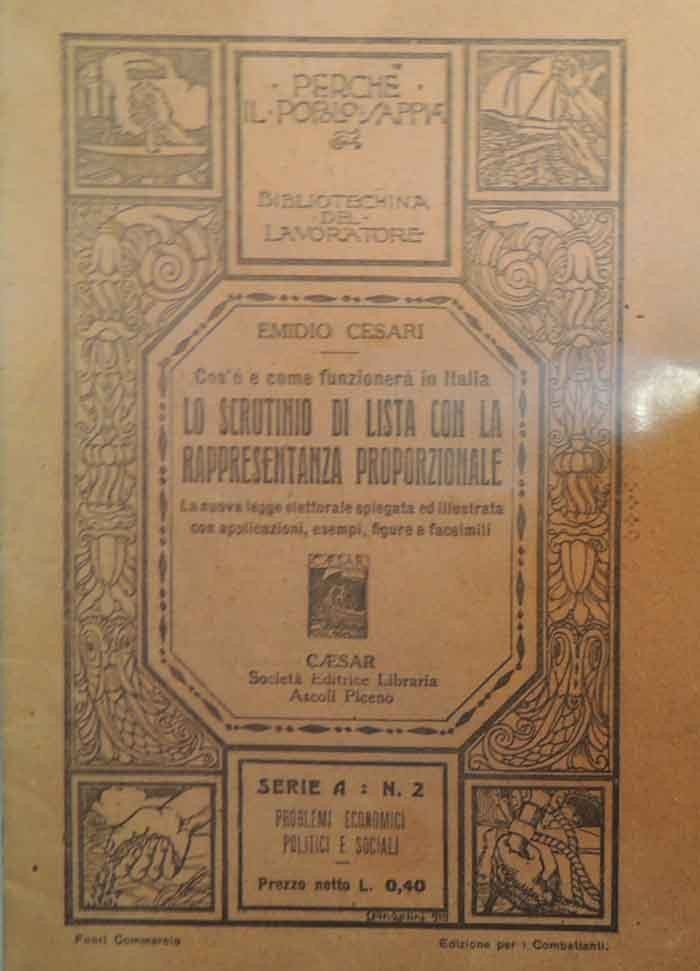 PERCHÈ
IL · POPOLO · SAPPIA
BIBLIOTECHINA
· DEL ·
LAVORATORE
EMIDIO CESARI
Cos'è e come funzionerà in Italia
LO SCRUTINIO DI LISTA CON LA
RAPPRESENTANZA PROPORZIONALE
La nuova legge elettorale spiegata ed illustrata
con applicazioni, esempi, figure e facsimili
CÆSAR
Società Editrice Libraria
Ascoli Piceno
SERIE A : N. 2
PROBLEMI ECONOMICI
POLITICI E SOCIALI
Prezzo netto L. 0,40
Fuori Commercio
Edizione per i Combattenti.